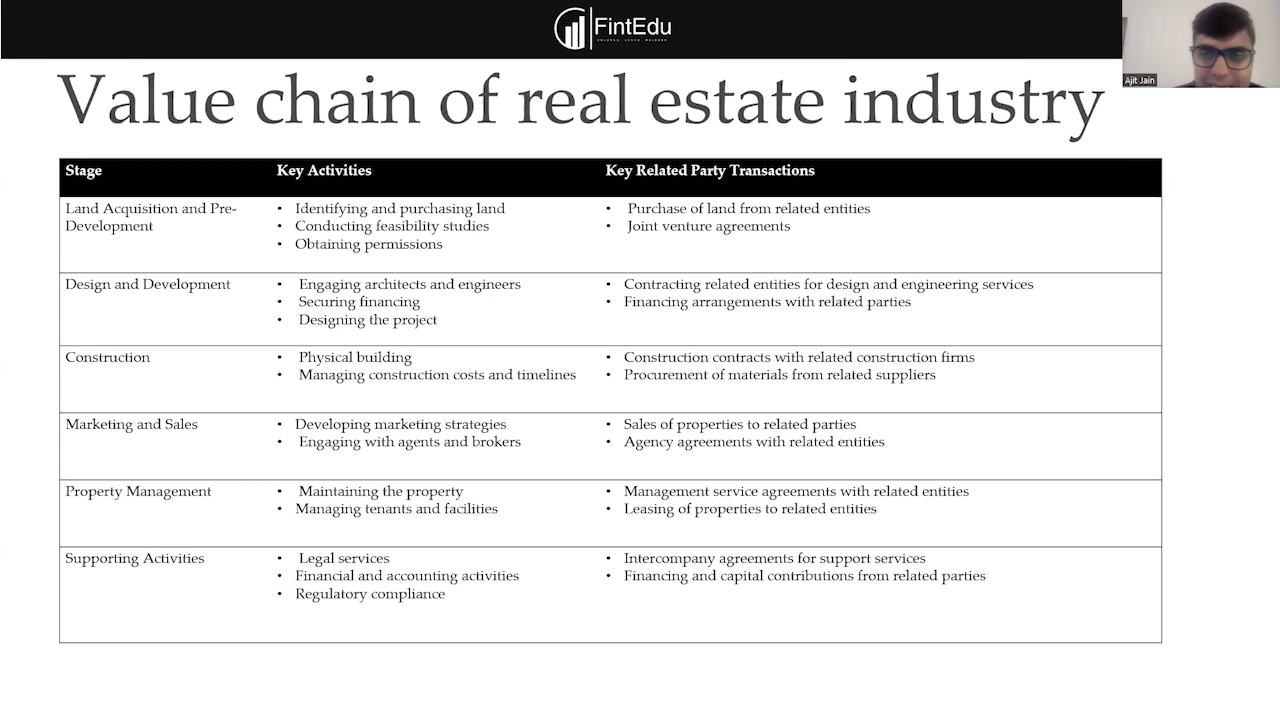 FintEdu
Ajit Jain
Value chain of real estate industry
Stage Key Activities Key Related Party Transactions
Land Acquisition and Pre-
Development
• Identifying and purchasing land
• Conducting feasibility studies
• Obtaining permissions
• Purchase of land from related entities
• Joint venture agreements
Design and Development
• Engaging architects and engineers
• Securing financing
• Designing the project
• Contracting related entities for design and engineering services
• Financing arrangements with related parties
Construction
• Physical building
• Managing construction costs and timelines
• Construction contracts with related construction firms
• Procurement of materials from related suppliers
Marketing and Sales
• Developing marketing strategies
• Engaging with agents and brokers
• Sales of properties to related parties
• Agency agreements with related entities
Property Management
• Maintaining the property
• Managing tenants and facilities
• Management service agreements with related entities
• Leasing of properties to related entities
Supporting Activities
• Legal services
• Financial and accounting activities
• Regulatory compliance
• Intercompany agreements for support services
• Financing and capital contributions from related parties